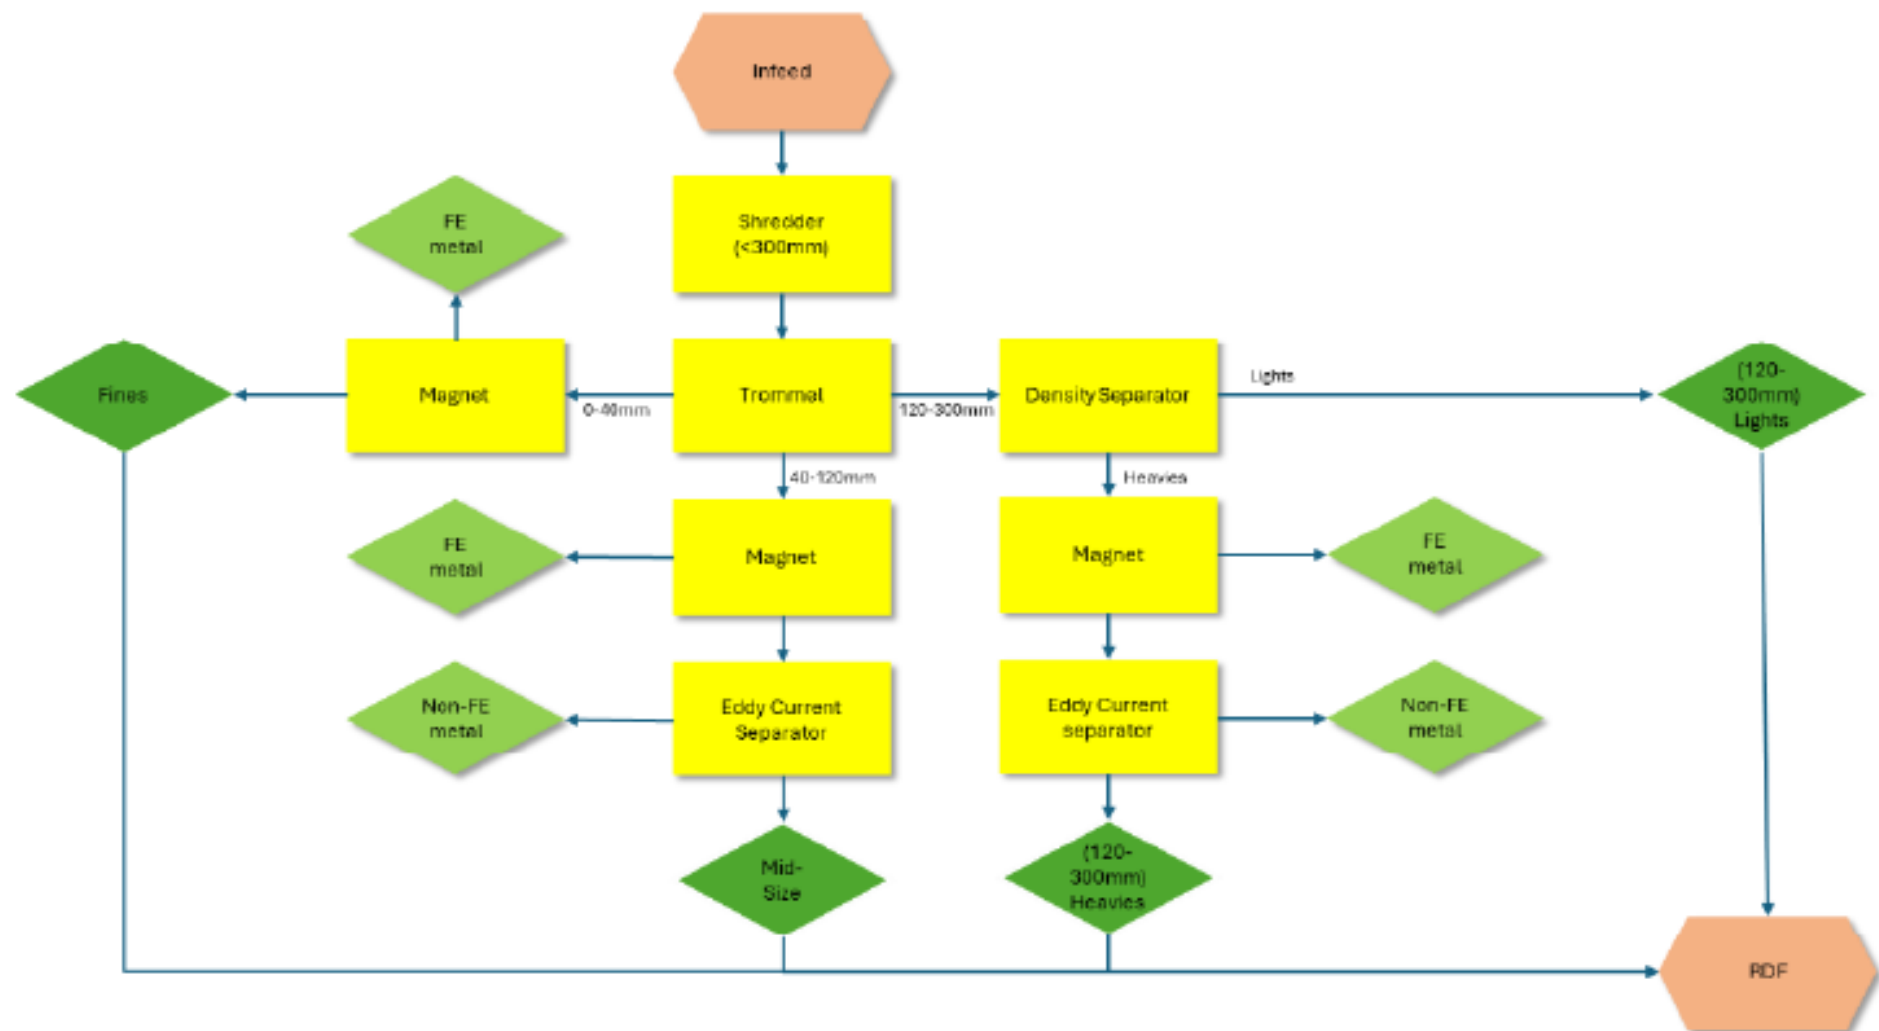 Infeed
Shredder
(<300mm)
FE
metal
Fines
Magnet
0-40mm
Trommel
120-300mm
Density Separator
Lights
(120-
300mm)
Lights
40-120mm
Heavies
FE
metal
Magnet
Magnet
FE
metal
Non-FE
metal
Eddy Current
Separator
Eddy Current
separator
Non-FE
metal
Mid-
Size
(120-
300mm)
Heavies
RDF